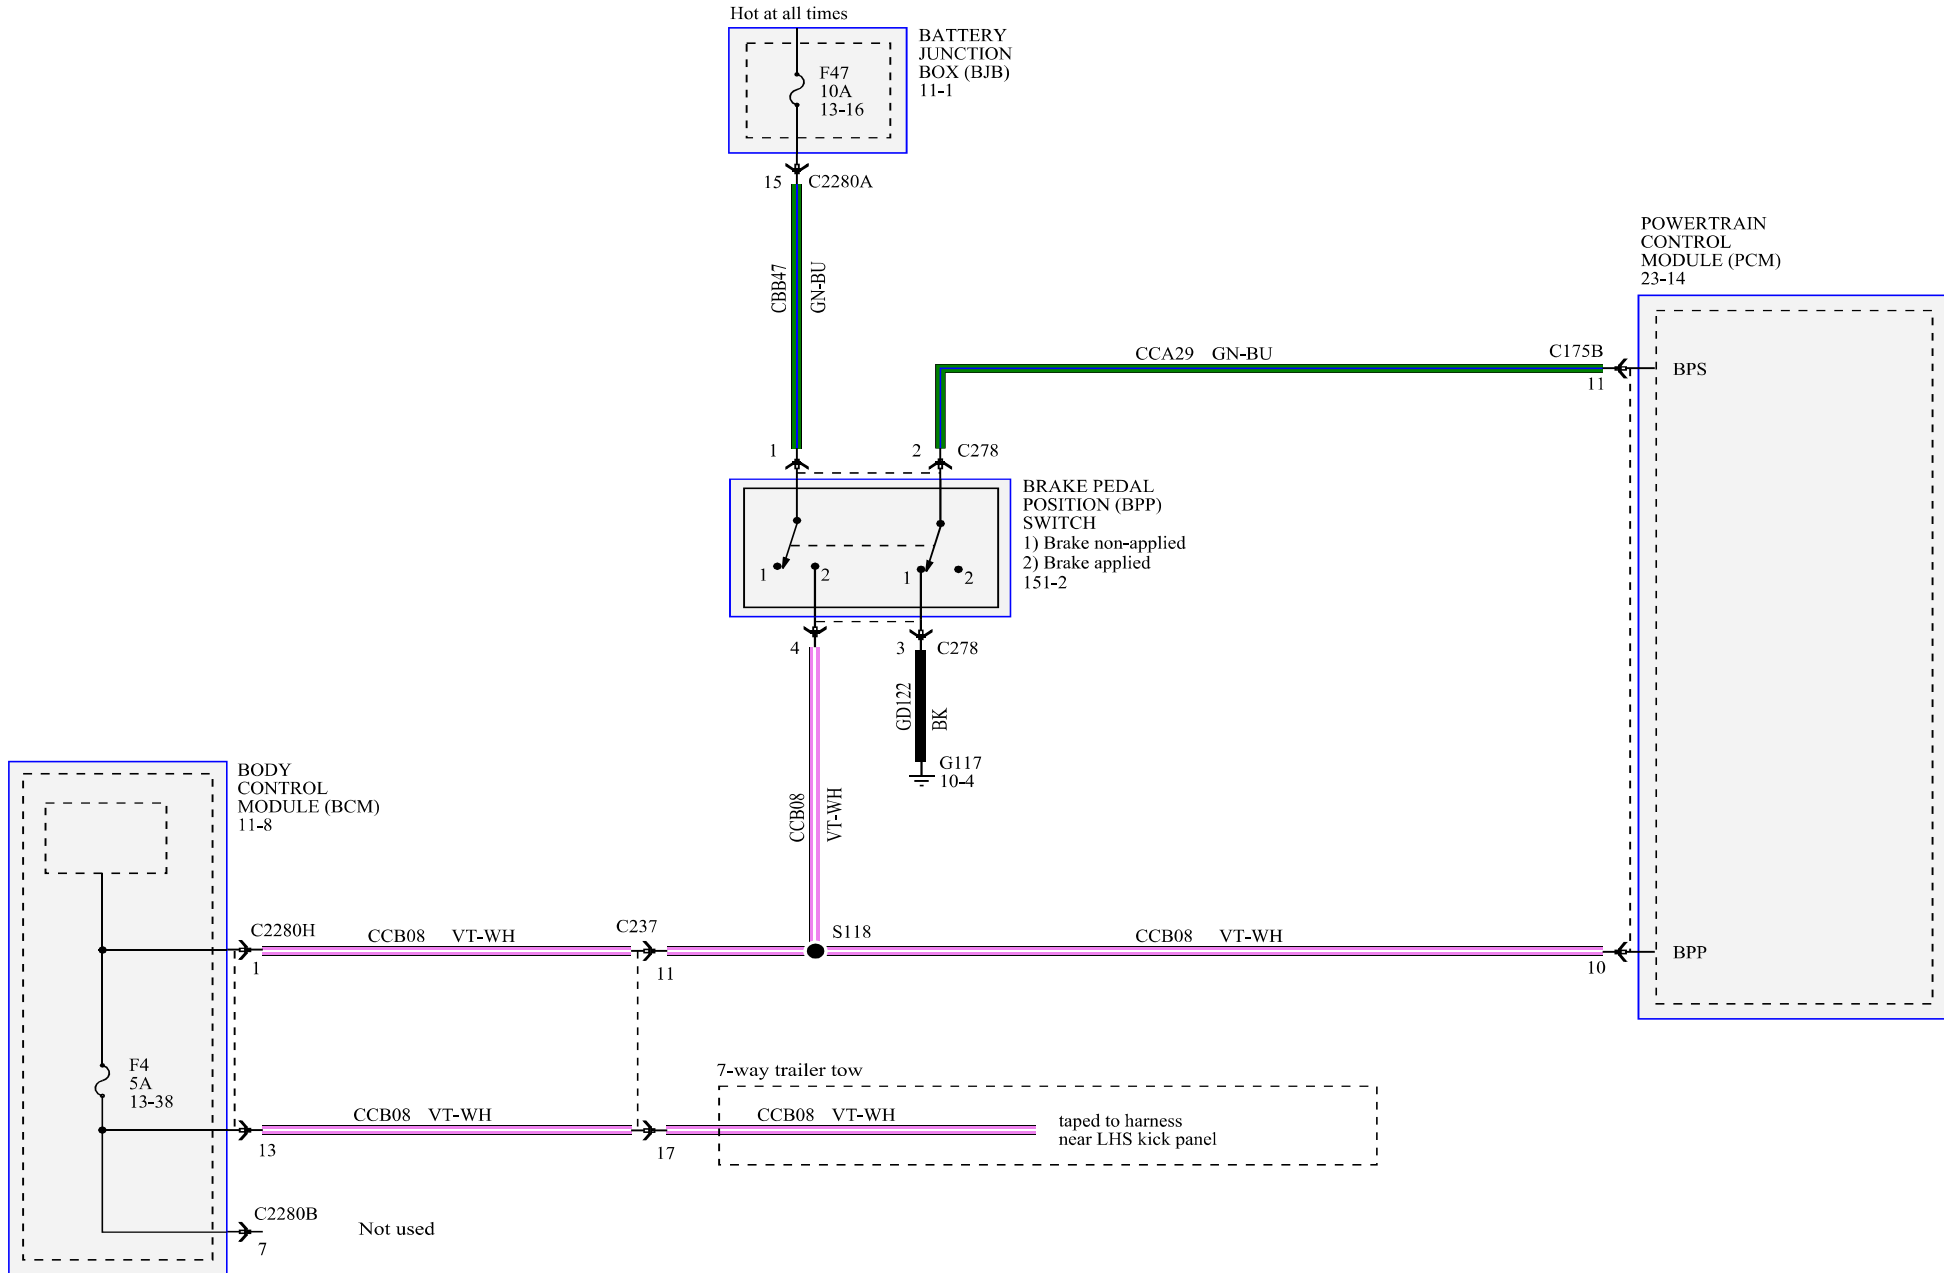 Hot at all times
BATTERY
JUNCTION
BOX (BJB)
11-1
F47
10A
13-16
15 C2280A
CBB47
GN-BU
POWERTRAIN
CONTROL
MODULE (PCM)
23-14
CCA29 GN-BU
C175B
11
BPS
1
2
C278
BRAKE PEDAL
POSITION (BPP)
SWITCH
1) Brake non-applied
2) Brake applied
151-2
1
2
1
2
4
3
C278
GD122
BK
G117
10-4
CCB08
VT-WH
BODY
CONTROL
MODULE (BCM)
11-8
C2280H
1
CCB08 VT-WH
C237
11
S118
CCB08 VT-WH
10
BPP
F4
5A
13-38
13
CCB08 VT-WH
17
7-way trailer tow
CCB08 VT-WH
taped to harness
near LHS kick panel
C2280B
7
Not used